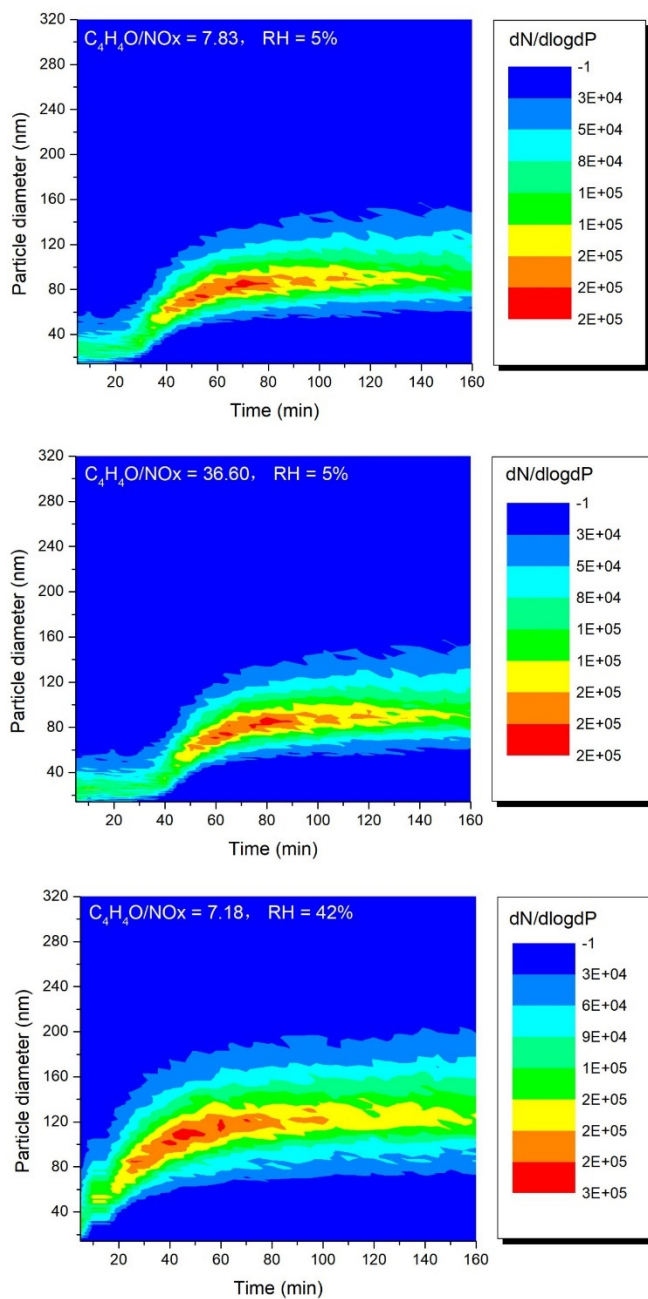 C₄H₄O/NOx = 7.83, RH = 5%
320
280
240
200
160
120
80
40
Particle diameter (nm)
20 40 60 80 100 120 140 160
Time (min)
dN/dlogdP
-1
3E+04
5E+04
8E+04
1E+05
1E+05
2E+05
2E+05
2E+05
C₄H₄O/NOx = 36.60, RH = 5%
320
280
240
200
160
120
80
40
Particle diameter (nm)
20 40 60 80 100 120 140 160
Time (min)
dN/dlogdP
-1
3E+04
5E+04
8E+04
1E+05
1E+05
2E+05
2E+05
2E+05
C₄H₄O/NOx = 7.18, RH = 42%
320
280
240
200
160
120
80
40
Particle diameter (nm)
20 40 60 80 100 120 140 160
Time (min)
dN/dlogdP
-1
3E+04
6E+04
9E+04
1E+05
1E+05
2E+05
2E+05
3E+05